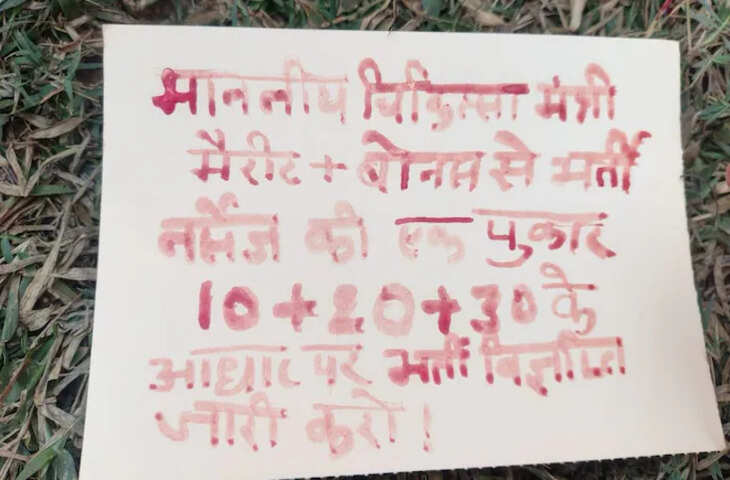 माननीय चिकित्सा मंत्री
मैरीट + बोनस से भर्ती
नर्सेज की एक पुकार
10+20+30 के
आधार पर भर्ती विज्ञप्ति
जारी करो!